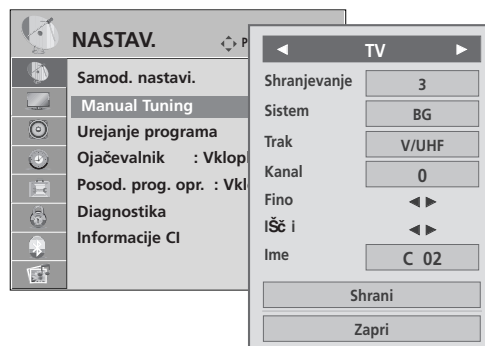 NASTAV.
P
Samod. nastavi.
Manual Tuning
Urejanje programa
Ojačevalnik : Vklop
Posod. prog. opr. : Vkl
Diagnostika
Informacije CI
◄ TV ►
Shranjevanje 3
Sistem BG
Trak V/UHF
Kanal 0
Fino ◄ ►
IŠč i ◄ ►
Ime C 02
Shrani
Zapri